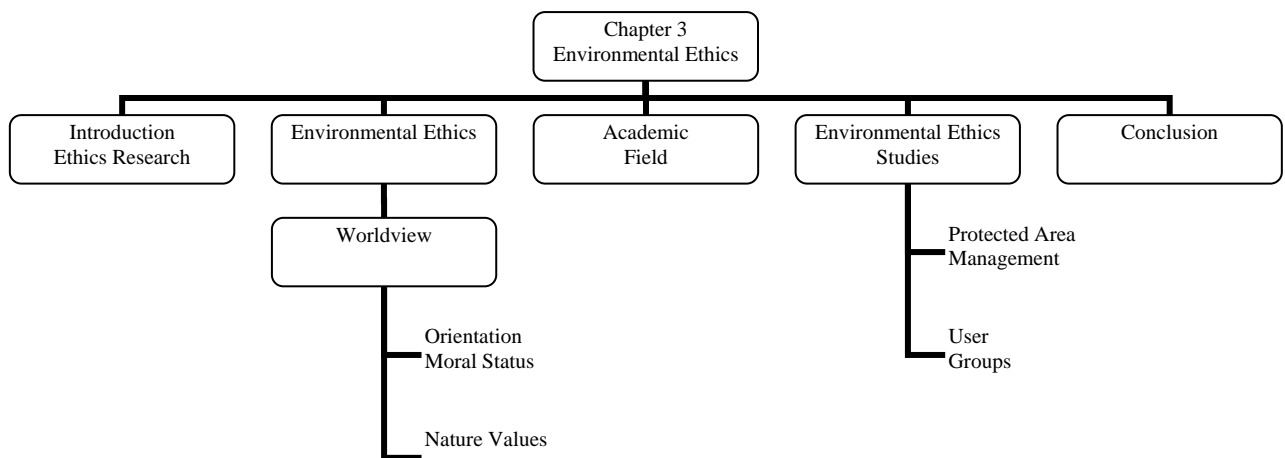 Chapter 3
Environmental Ethics
Introduction
Ethics Research
Environmental Ethics
Academic
Field
Environmental Ethics
Studies
Conclusion
Worldview
Orientation
Moral Status
Nature Values
Protected Area
Management
User
Groups